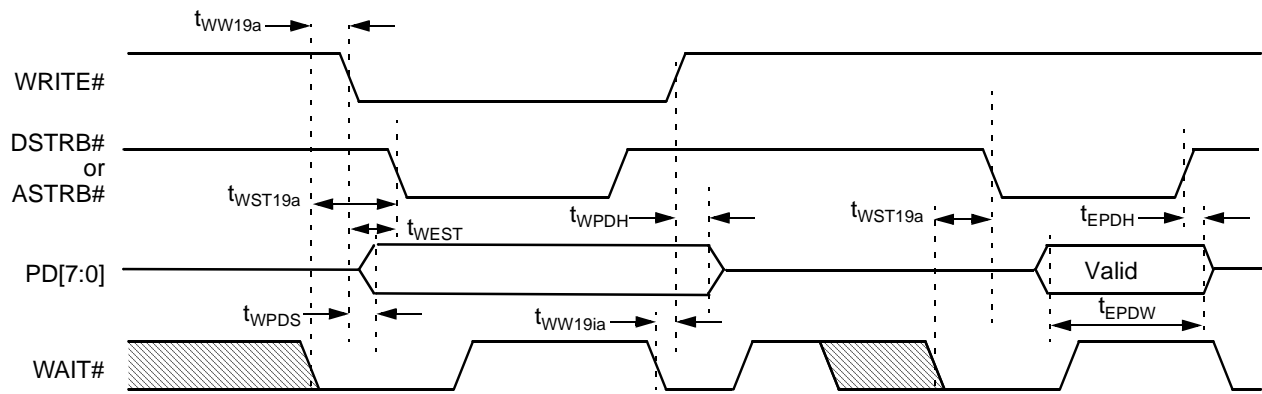 tWW19a
WRITE#
DSTRB#
or
ASTRB#
tWST19a
tWEST
tWPDH
tWST19a
tEPDH
PD[7:0]
Valid
tWPDS
tWW19ia
tEPDW
WAIT#